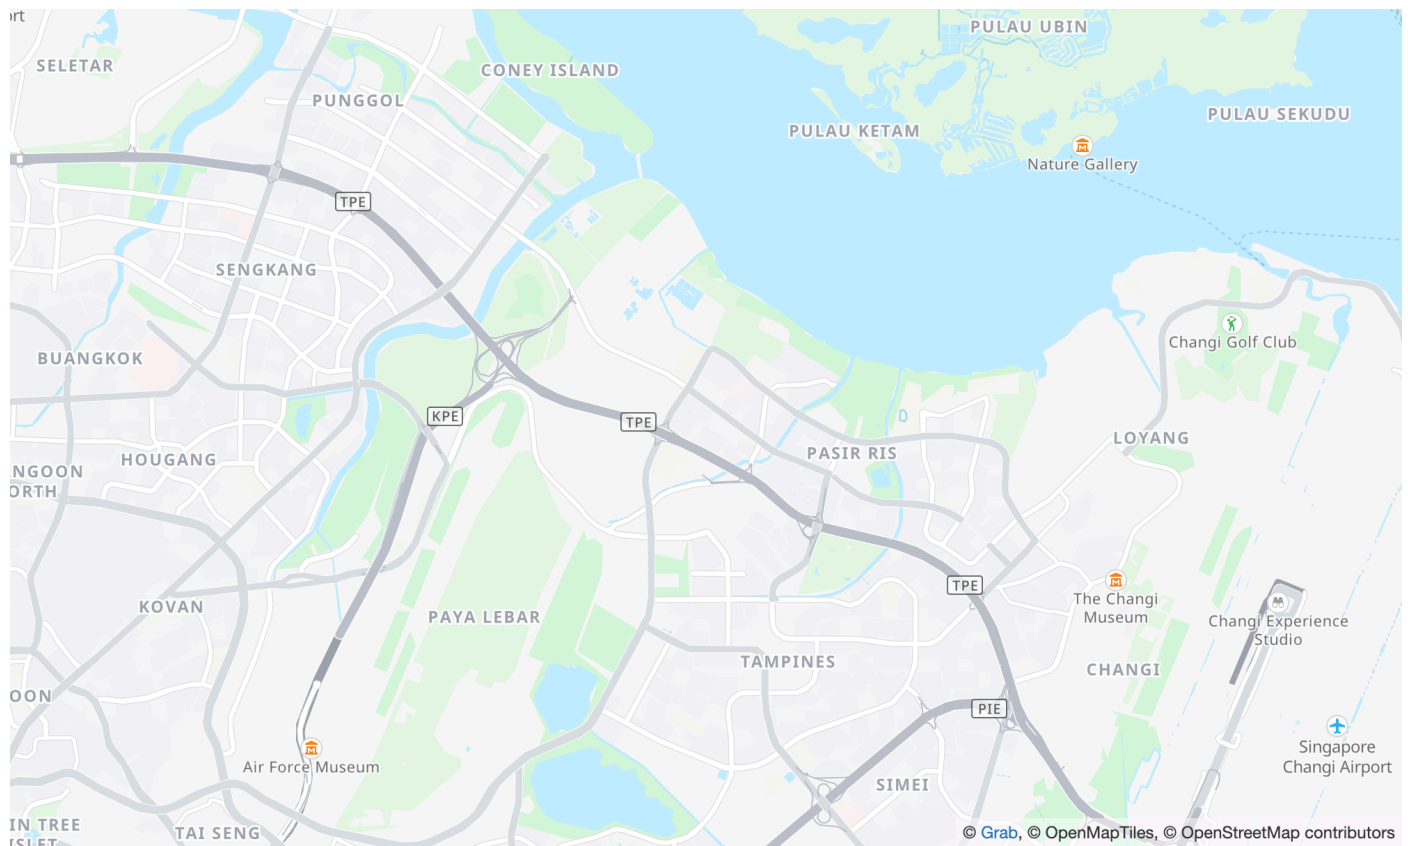 ort
PULAU UBIN
SELETAR
CONEY ISLAND
PUNGGOL
PULAU SEKUDU
PULAU KETAM
Nature Gallery
TPE
SENGKANG
Changi Golf Club
BUANGKOK
KPE
TPE
LOYANG
PASIR RIS
HOUGANG
NGOON
ORTH
TPE
The Changi
Museum
KOVAN
PAYA LEBAR
Changi Experience
Studio
TAMPINES
CHANGI
OON
PIE
Singapore
Changi Airport
Air Force Museum
SIMEI
IN TREE
ISLET
TAI SENG
© Grab, © OpenMapTiles, © OpenStreetMap contributors